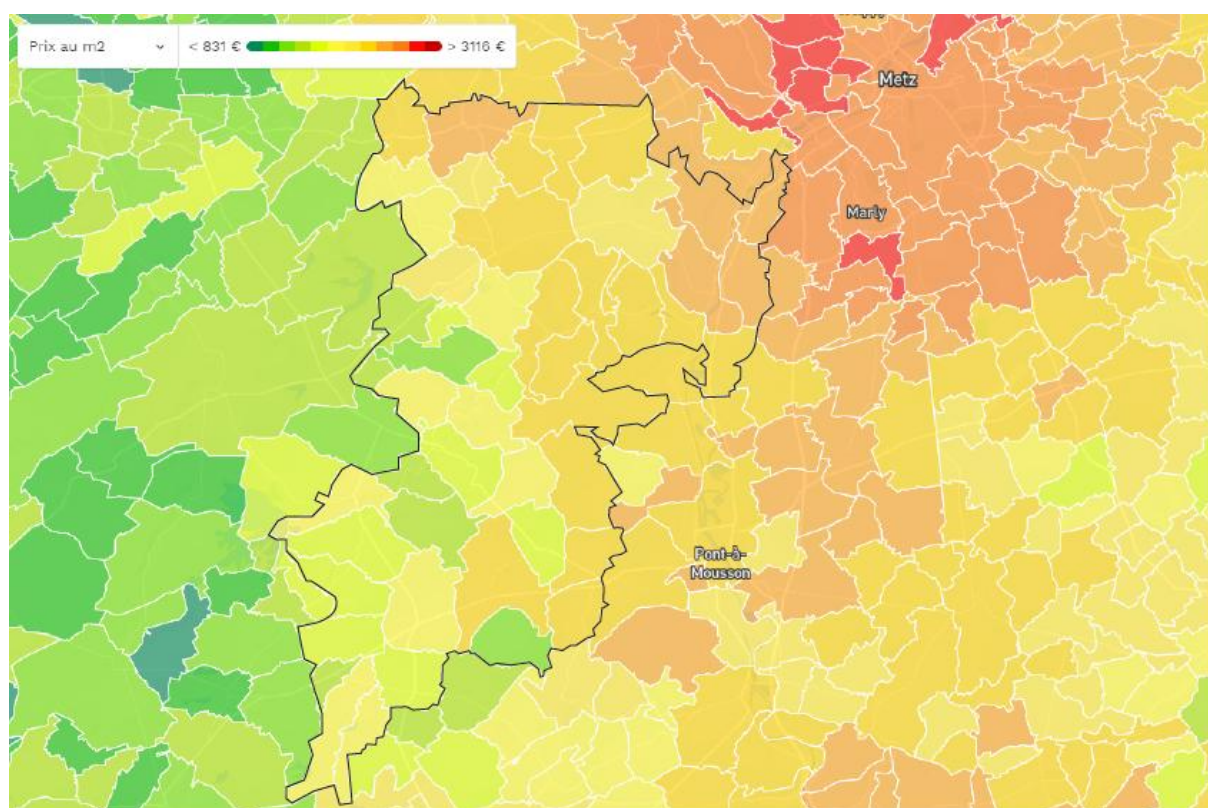 Prix au m2
< 831 €
> 3116 €
Metz
Marly
Pont-à-
Mousson